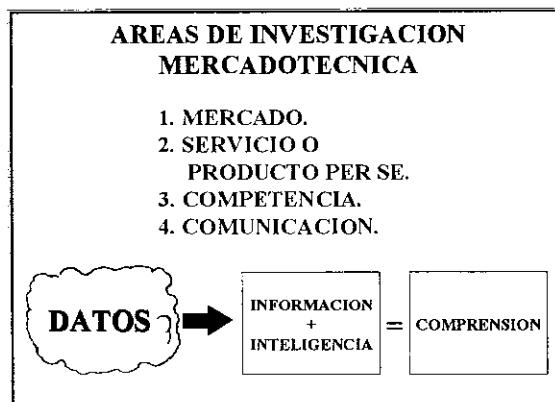 AREAS DE INVESTIGACION
MERCADOTECNICA
1. MERCADO.
2. SERVICIO O
PRODUCTO PER SE.
3. COMPETENCIA.
4. COMUNICACION.
DATOS
INFORMACION
+
INTELIGENCIA
=
COMPRENSION